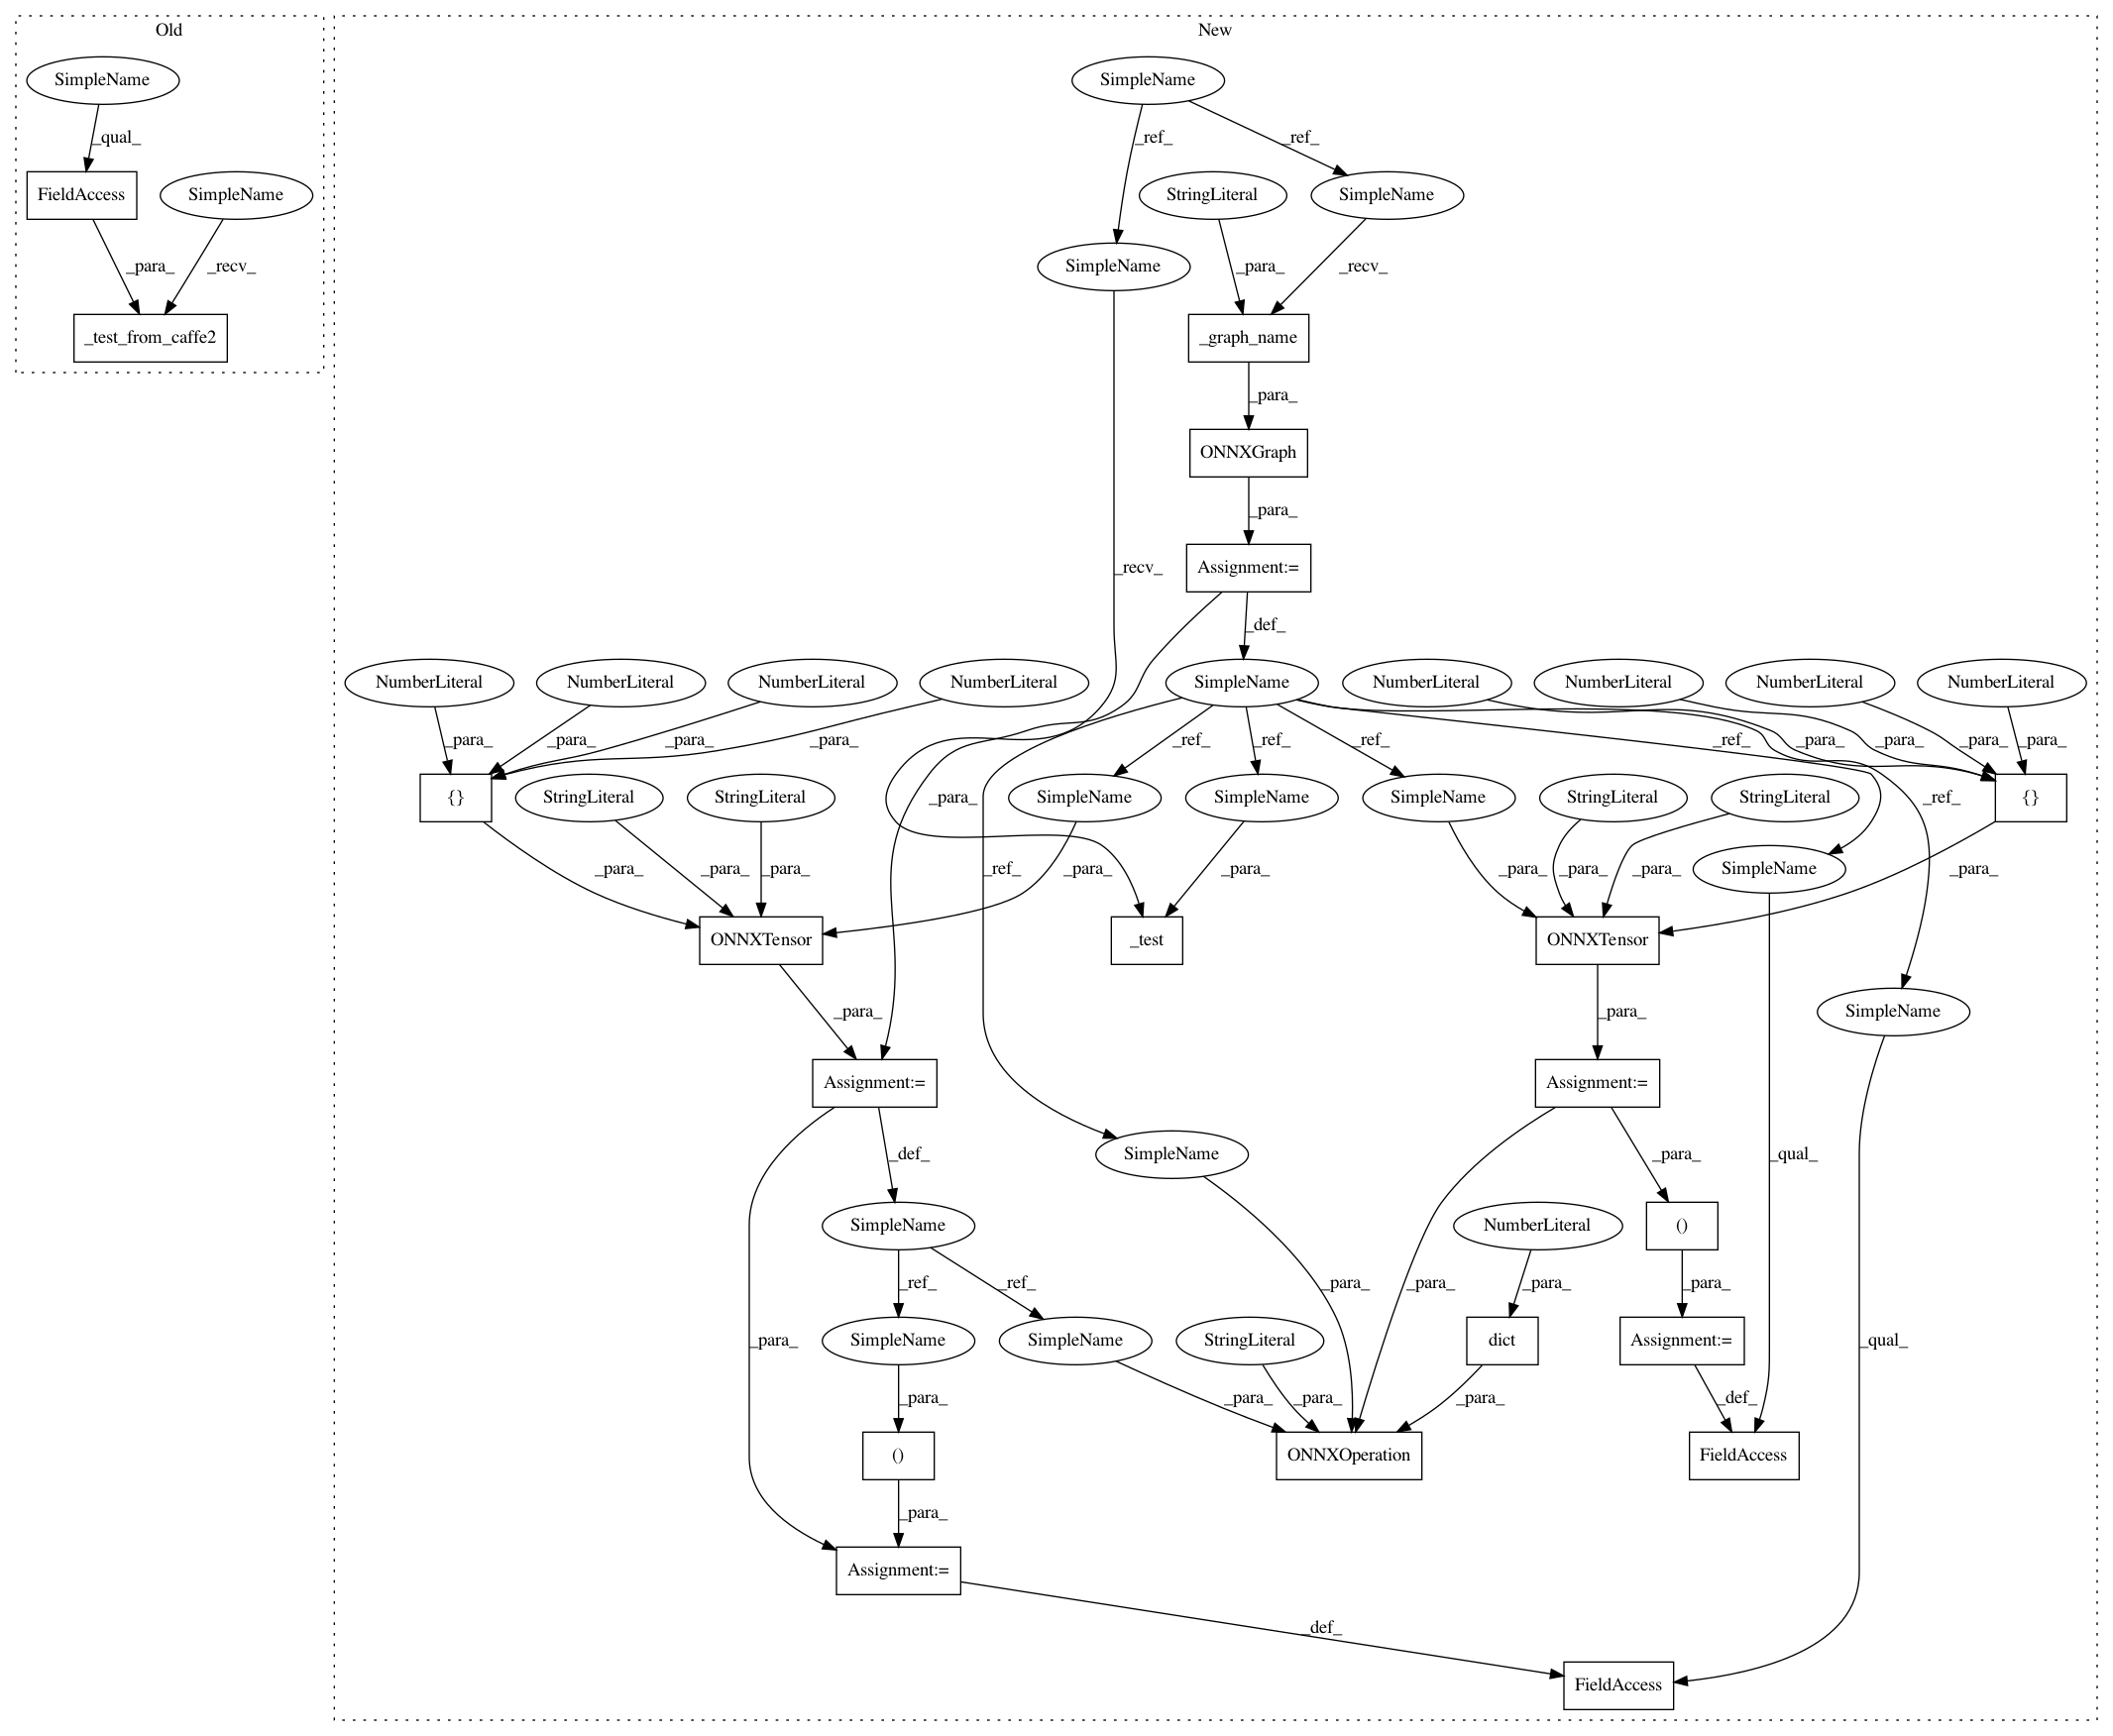 Old
New
SimpleName
SimpleName
_qual_
_ref_
_ref_
FieldAccess
SimpleName
StringLiteral
SimpleName
_para_
_recv_
SimpleName
_para_
_recv_
_test_from_caffe2
_graph_name
_para_
ONNXGraph
_para_
_recv_
Assignment:=
_def_
NumberLiteral
NumberLiteral
NumberLiteral
NumberLiteral
SimpleName
NumberLiteral
NumberLiteral
NumberLiteral
NumberLiteral
_para_
_para_
_para_
_para_
_ref_
_ref_
_ref_
_ref_
_para_
_para_
_para_
_para_
{}
StringLiteral
StringLiteral
_para_
SimpleName
SimpleName
SimpleName
StringLiteral
StringLiteral
_ref_
{}
_para_
_para_
_para_
_ref_
_para_
_para_
_para_
_para_
_para_
SimpleName
_para_
ONNXTensor
_test
ONNXTensor
_para_
_para_
SimpleName
Assignment:=
Assignment:=
_def_
SimpleName
_para_
_qual_
SimpleName
NumberLiteral
()
_ref_
_ref_
_para_
_para_
_para_
_para_
_para_
SimpleName
SimpleName
StringLiteral
dict
Assignment:=
_qual_
_para_
_para_
_para_
_para_
_def_
()
ONNXOperation
FieldAccess
_para_
Assignment:=
_def_
FieldAccess